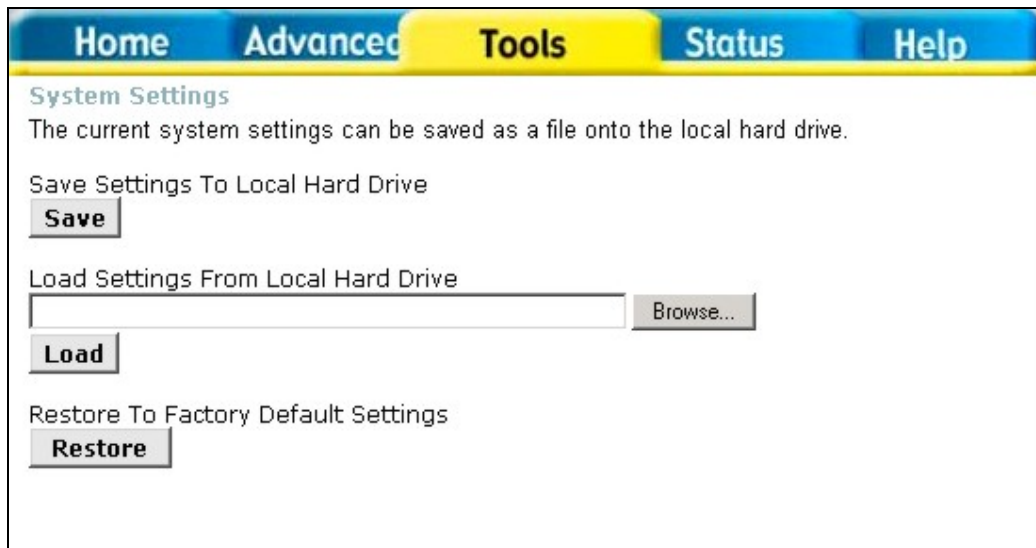 Home Advanced Tools Status Help
System Settings
The current system settings can be saved as a file onto the local hard drive.
Save Settings To Local Hard Drive
Save
Load Settings From Local Hard Drive
Browse...
Load
Restore To Factory Default Settings
Restore